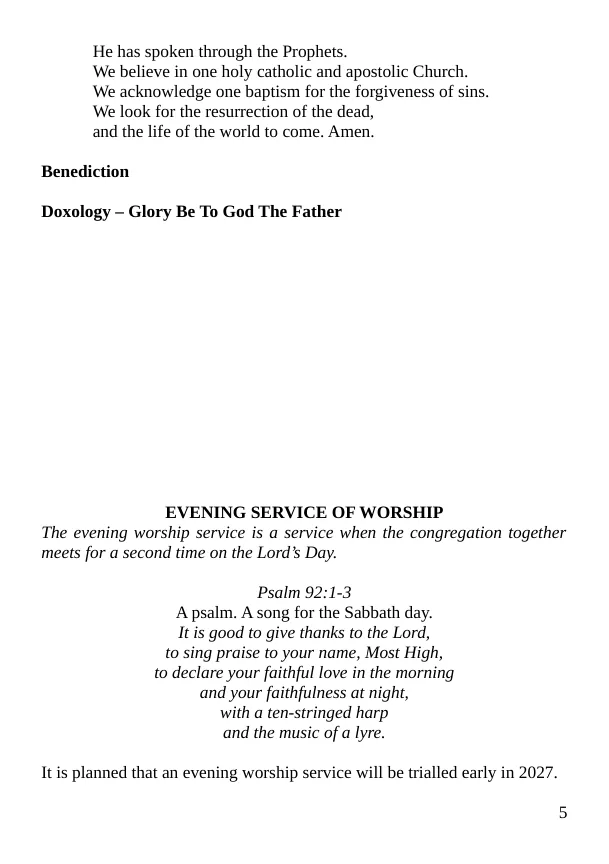 He has spoken through the Prophets.
We believe in one holy catholic and apostolic Church.
We acknowledge one baptism for the forgiveness of sins.
We look for the resurrection of the dead,
and the life of the world to come. Amen.
Benediction
Doxology – Glory Be To God The Father
EVENING SERVICE OF WORSHIP
The evening worship service is a service when the congregation together
meets for a second time on the Lord’s Day.
Psalm 92:1-3
A psalm. A song for the Sabbath day.
It is good to give thanks to the Lord,
to sing praise to your name, Most High,
to declare your faithful love in the morning
and your faithfulness at night,
with a ten-stringed harp
and the music of a lyre.
It is planned that an evening worship service will be trialled early in 2027.
5